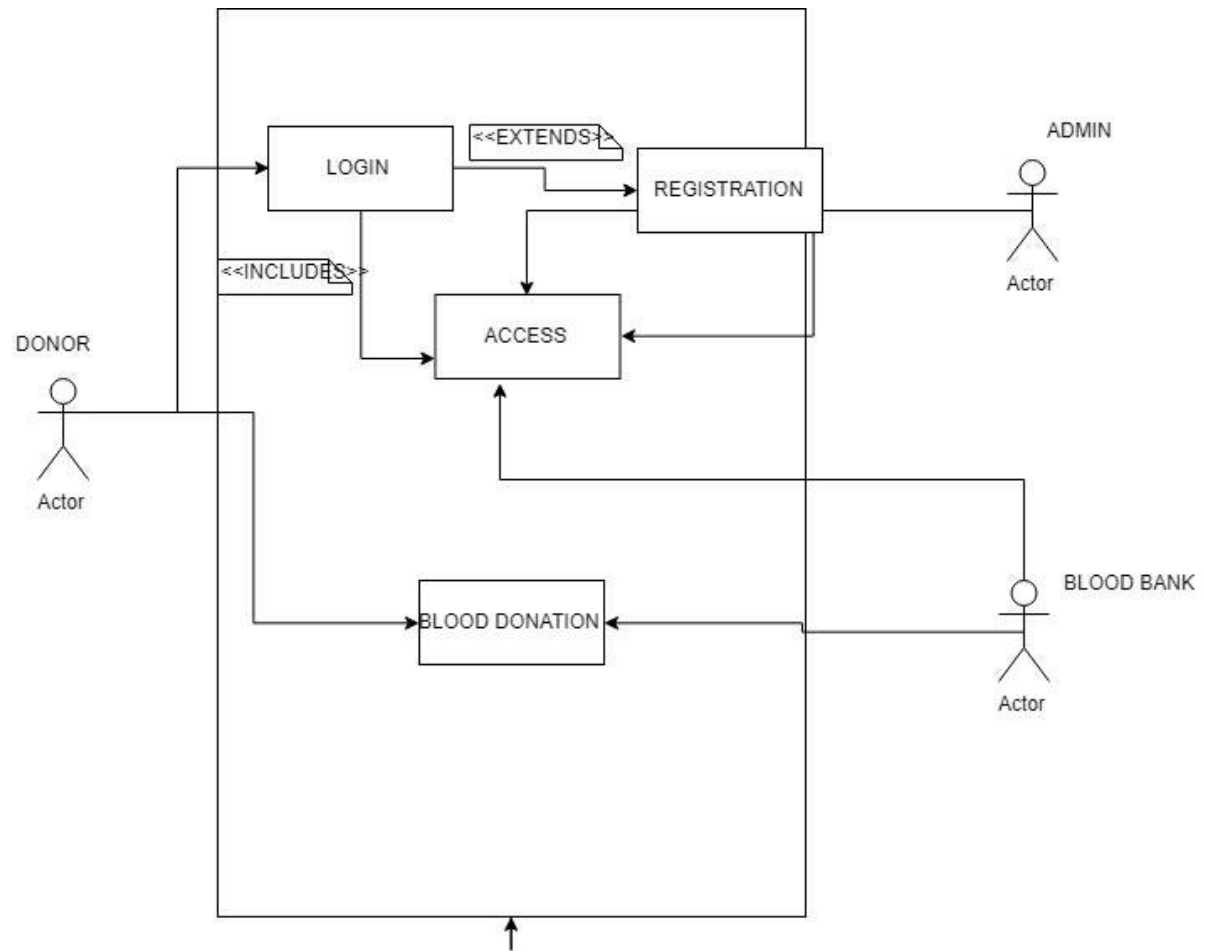 <<EXTENDS>>
ADMIN
LOGIN
REGISTRATION
<<INCLUDES>>
Actor
ACCESS
DONOR
Actor
BLOOD BANK
BLOOD DONATION
Actor